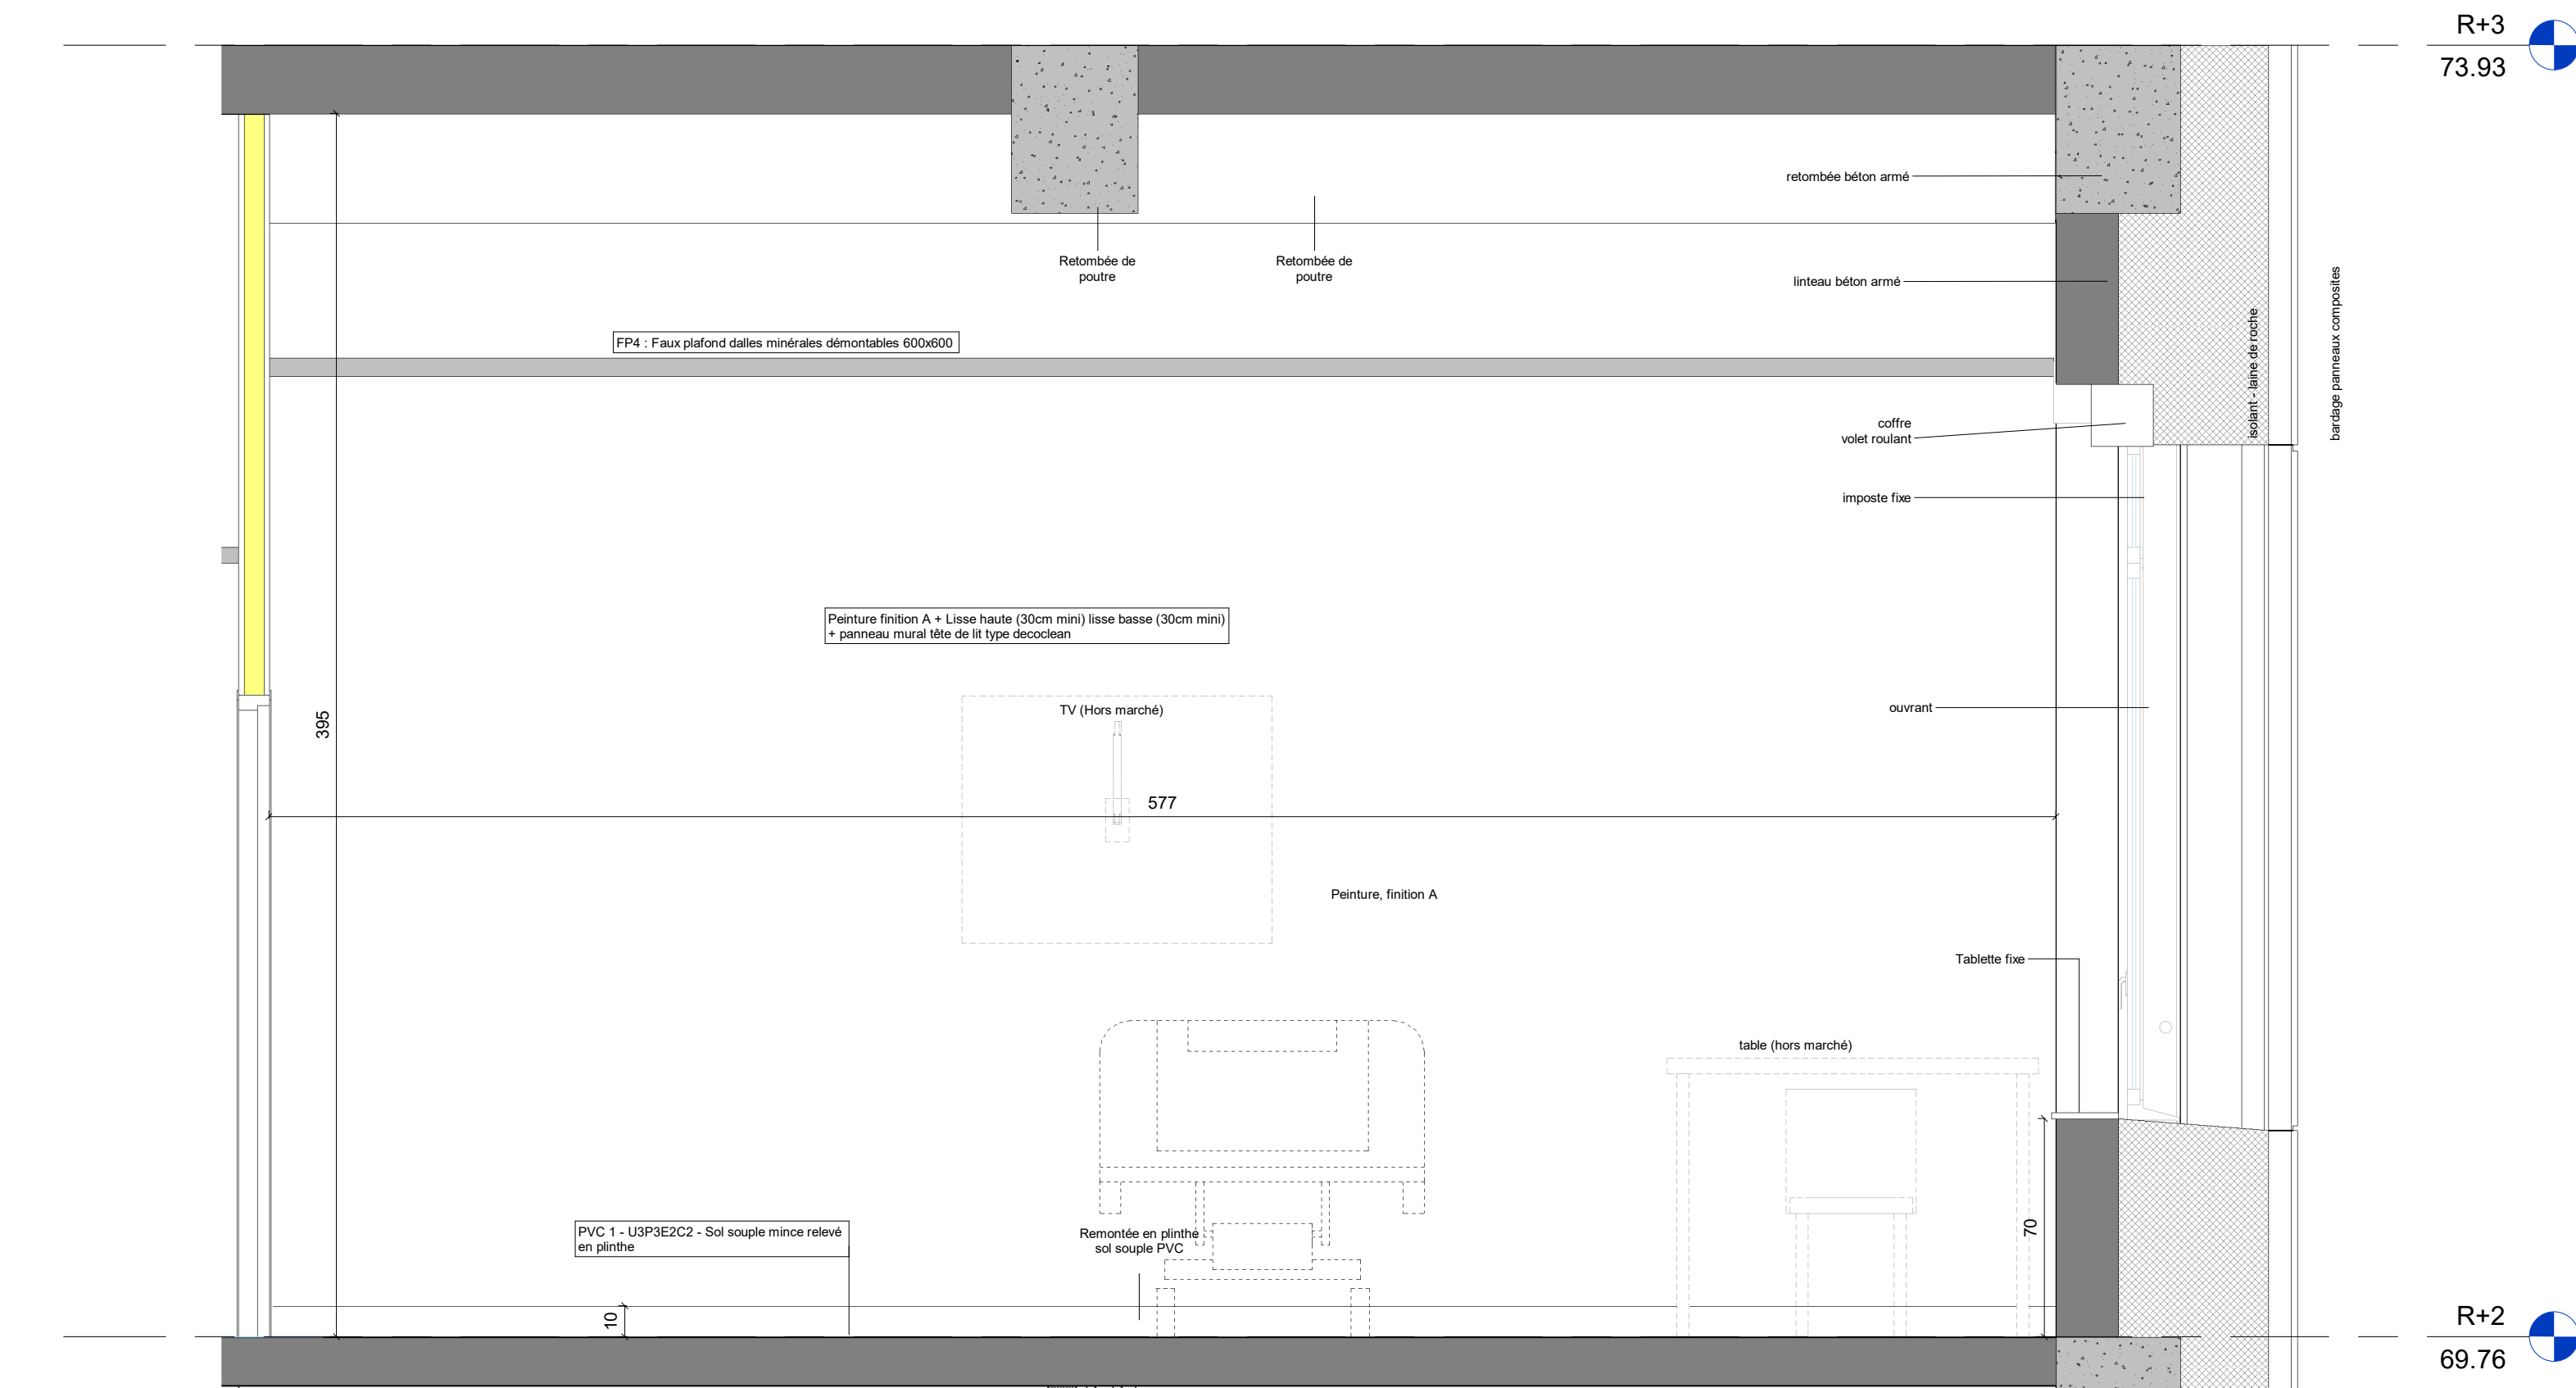 R+3
73.93
retombée béton armé
Retombée de
poutre
Retombée de
poutre
linteau béton armé
isolant - laine de roche
bardage panneaux composites
FP4 : Faux plafond dalles minérales démontables 600x600
coffre
volet roulant
imposte fixe
Peinture finition A + Lisse haute (30cm mini) lisse basse (30cm mini)
+ panneau mural tête de lit type decoclean
395
TV (Hors marché)
ouvrant
577
Peinture, finition A
Tablette fixe
table (hors marché)
PVC 1 - U3P3E2C2 - Sol souple mince relevé
en plinthe
Remontée en plinthe
sol souple PVC
70
10
R+2
69.76